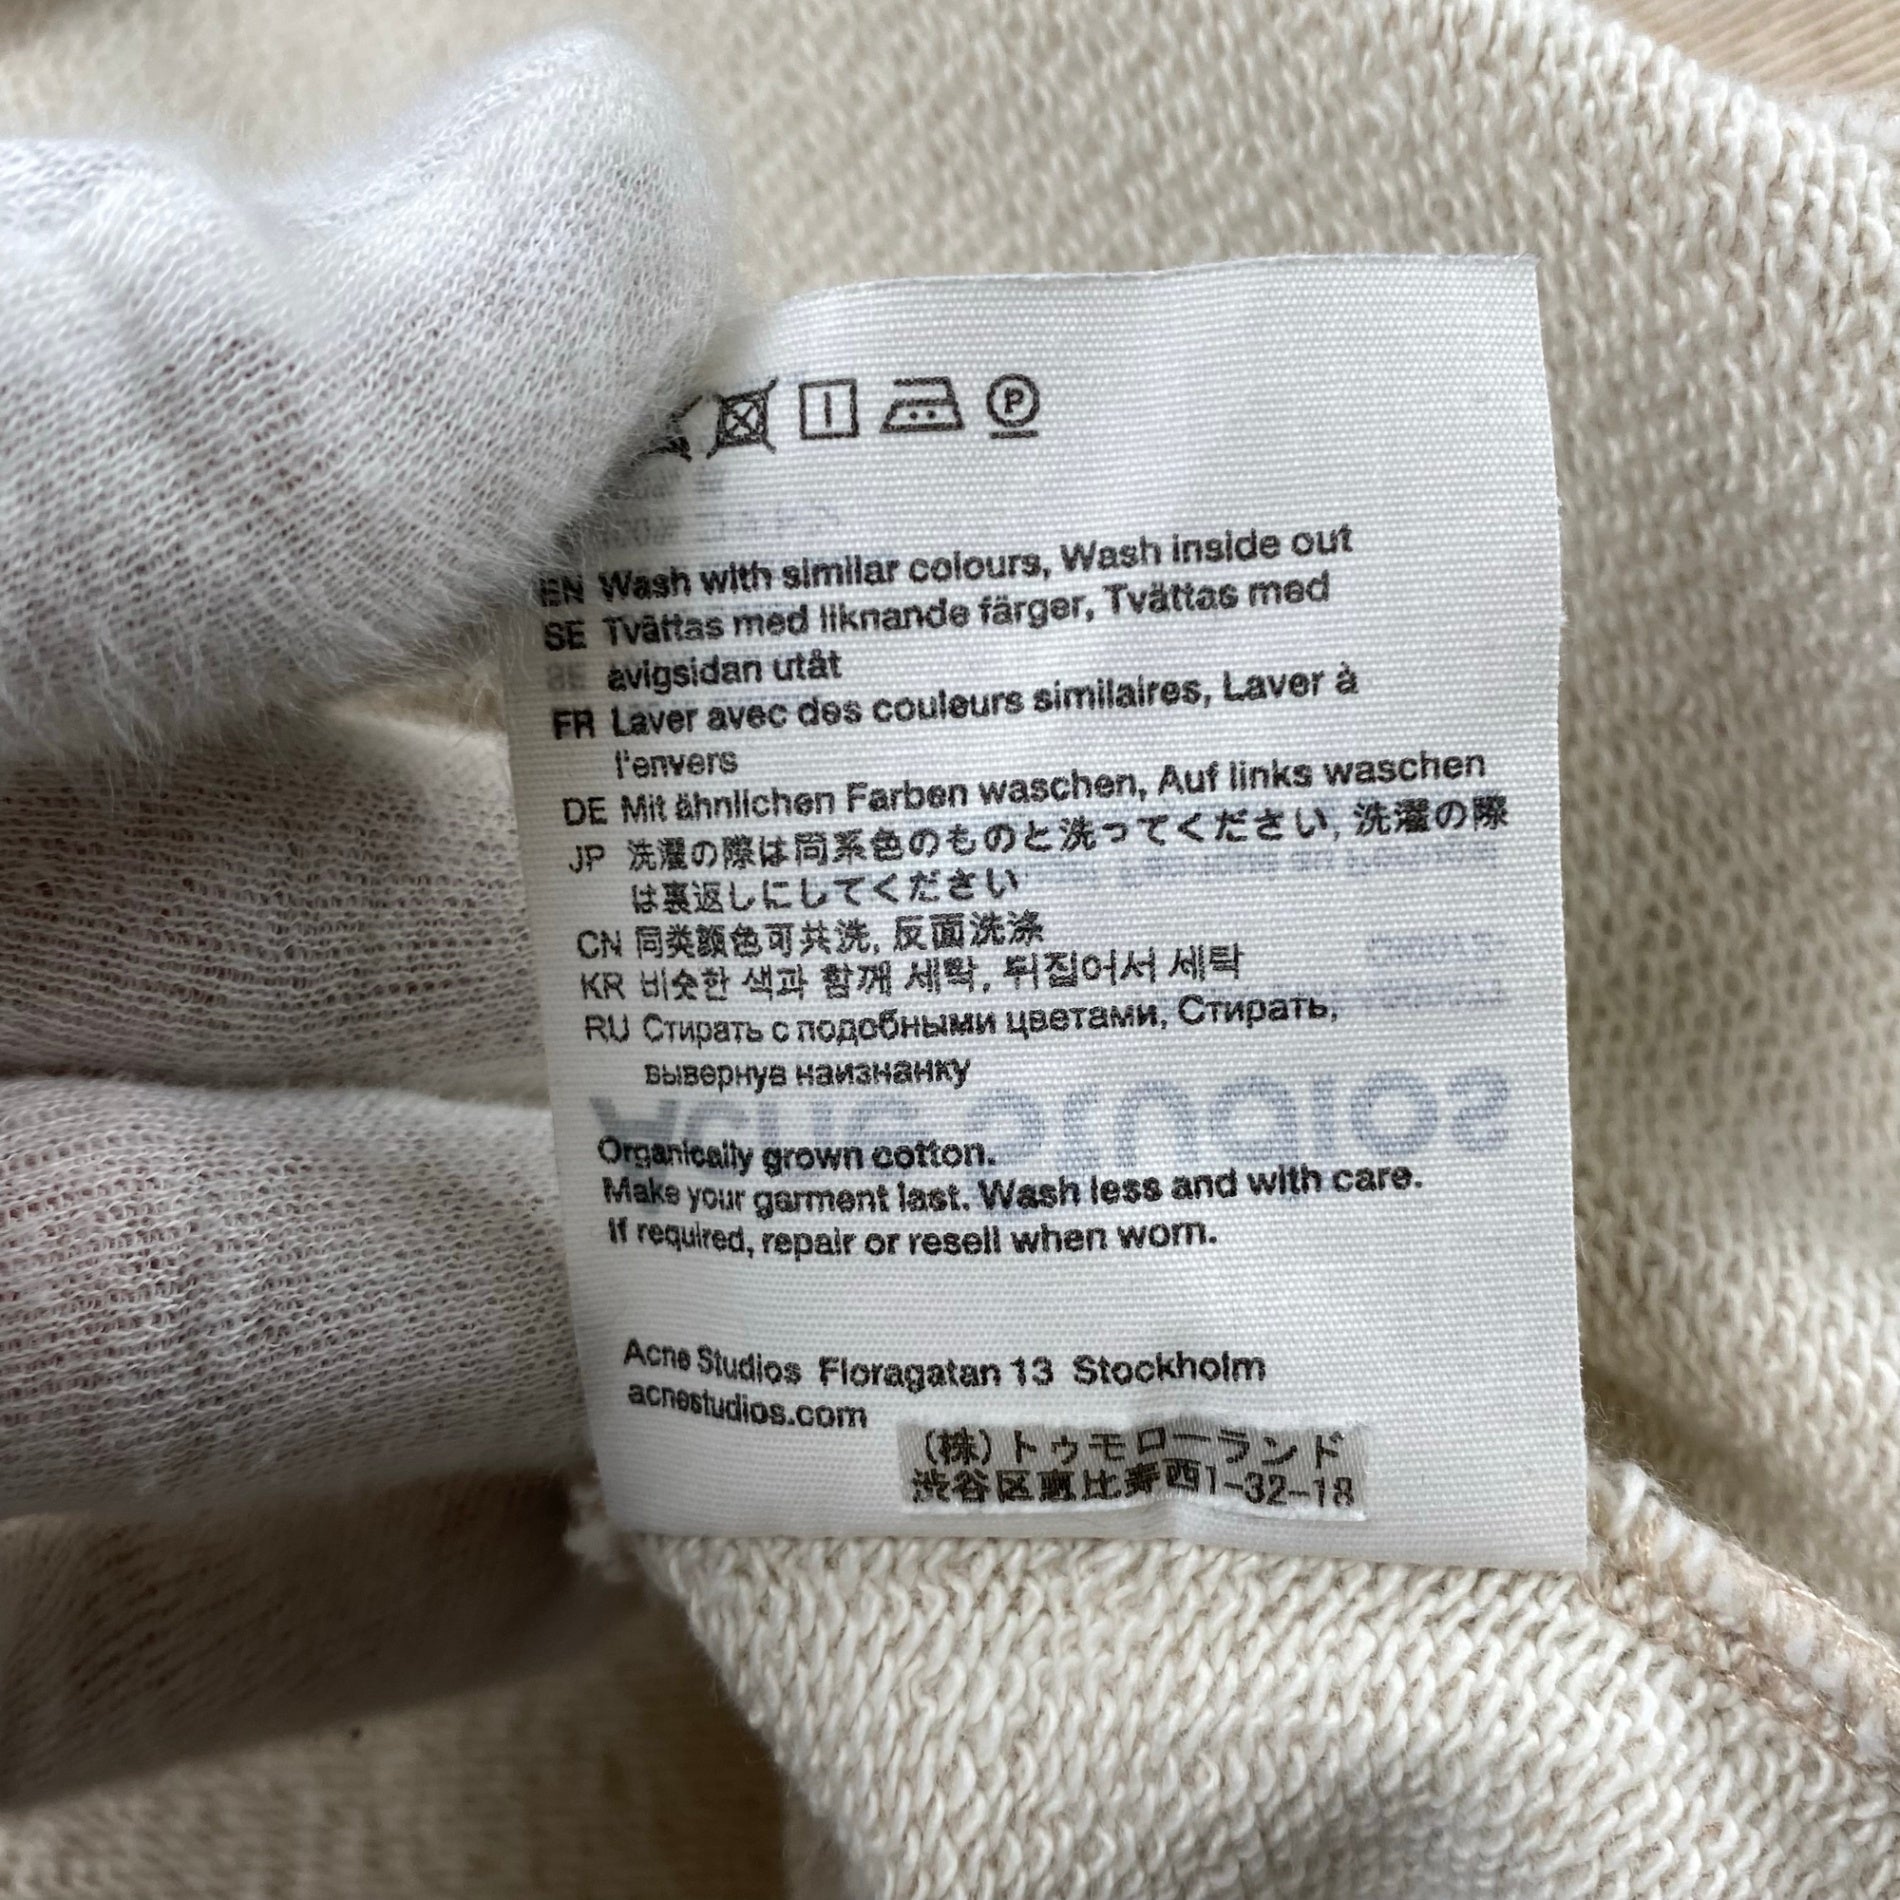 P
EN Wash with similar colours, Wash inside out
SE Tvättas med liknande färger, Tvättas med
avigsidan utåt
FR Laver avec des couleurs similaires, Laver à
l'envers
DE Mit ähnlichen Farben waschen, Auf links waschen
JP 洗濯の際は同系色のものと洗ってください, 洗濯の際
は裏返しにしてください
CN 同类颜色可共洗, 反面洗涤
KR 비슷한 색과 함께 세탁, 뒤집어서 세탁
RU Стирать с подобными цветами, Стирать,
вывернув наизнанку
Organically grown cotton.
Make your garment last. Wash less and with care.
If required, repair or resell when worn.
Acne Studios Floragatan 13 Stockholm
acnestudios.com
(株)トゥモローランド
渋谷区恵比寿西1-32-18